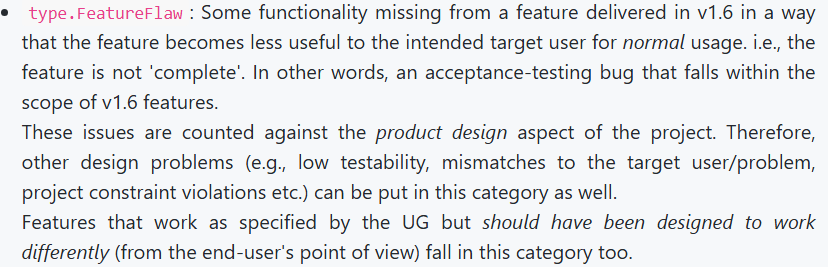 • type.FeatureFlaw : Some functionality missing from a feature delivered in v1.6 in a way
that the feature becomes less useful to the intended target user for normal usage. i.e., the
feature is not 'complete'. In other words, an acceptance-testing bug that falls within the
scope of v1.6 features.
These issues are counted against the product design aspect of the project. Therefore,
other design problems (e.g., low testability, mismatches to the target user/problem,
project constraint violations etc.) can be put in this category as well.
Features that work as specified by the UG but should have been designed to work
differently (from the end-user's point of view) fall in this category too.